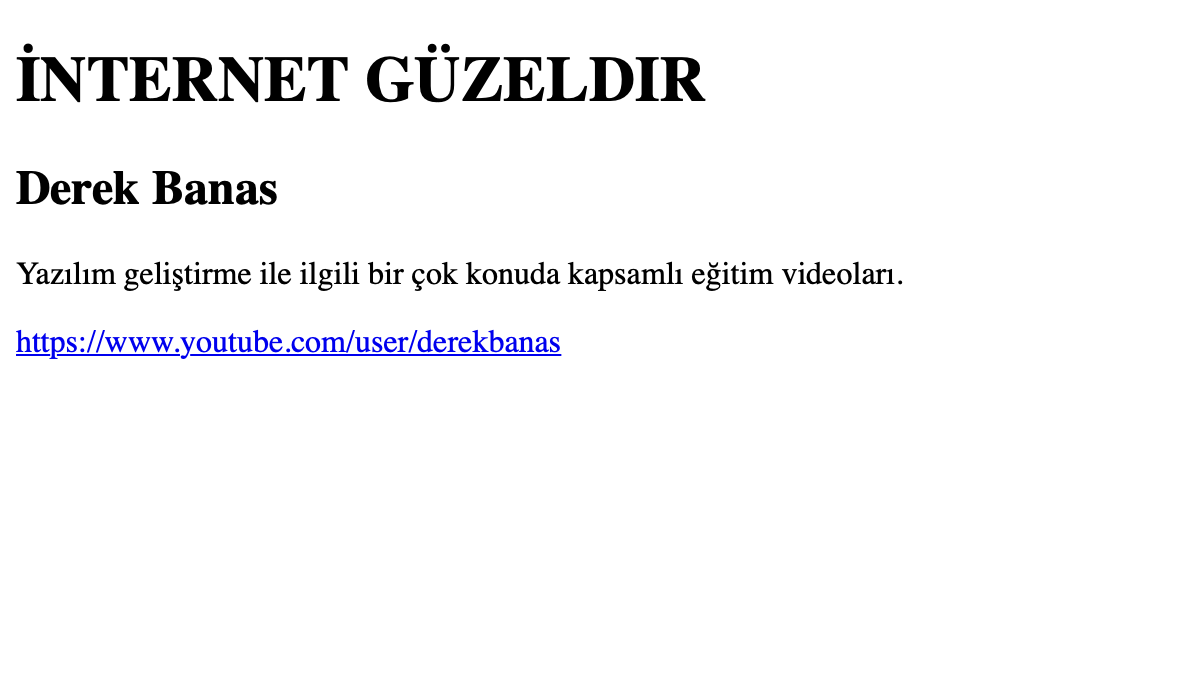 İNTERNET GÜZELDIR
Derek Banas
Yazılım geliştirme ile ilgili bir çok konuda kapsamlı eğitim videoları.
https://www.youtube.com/user/derekbanas